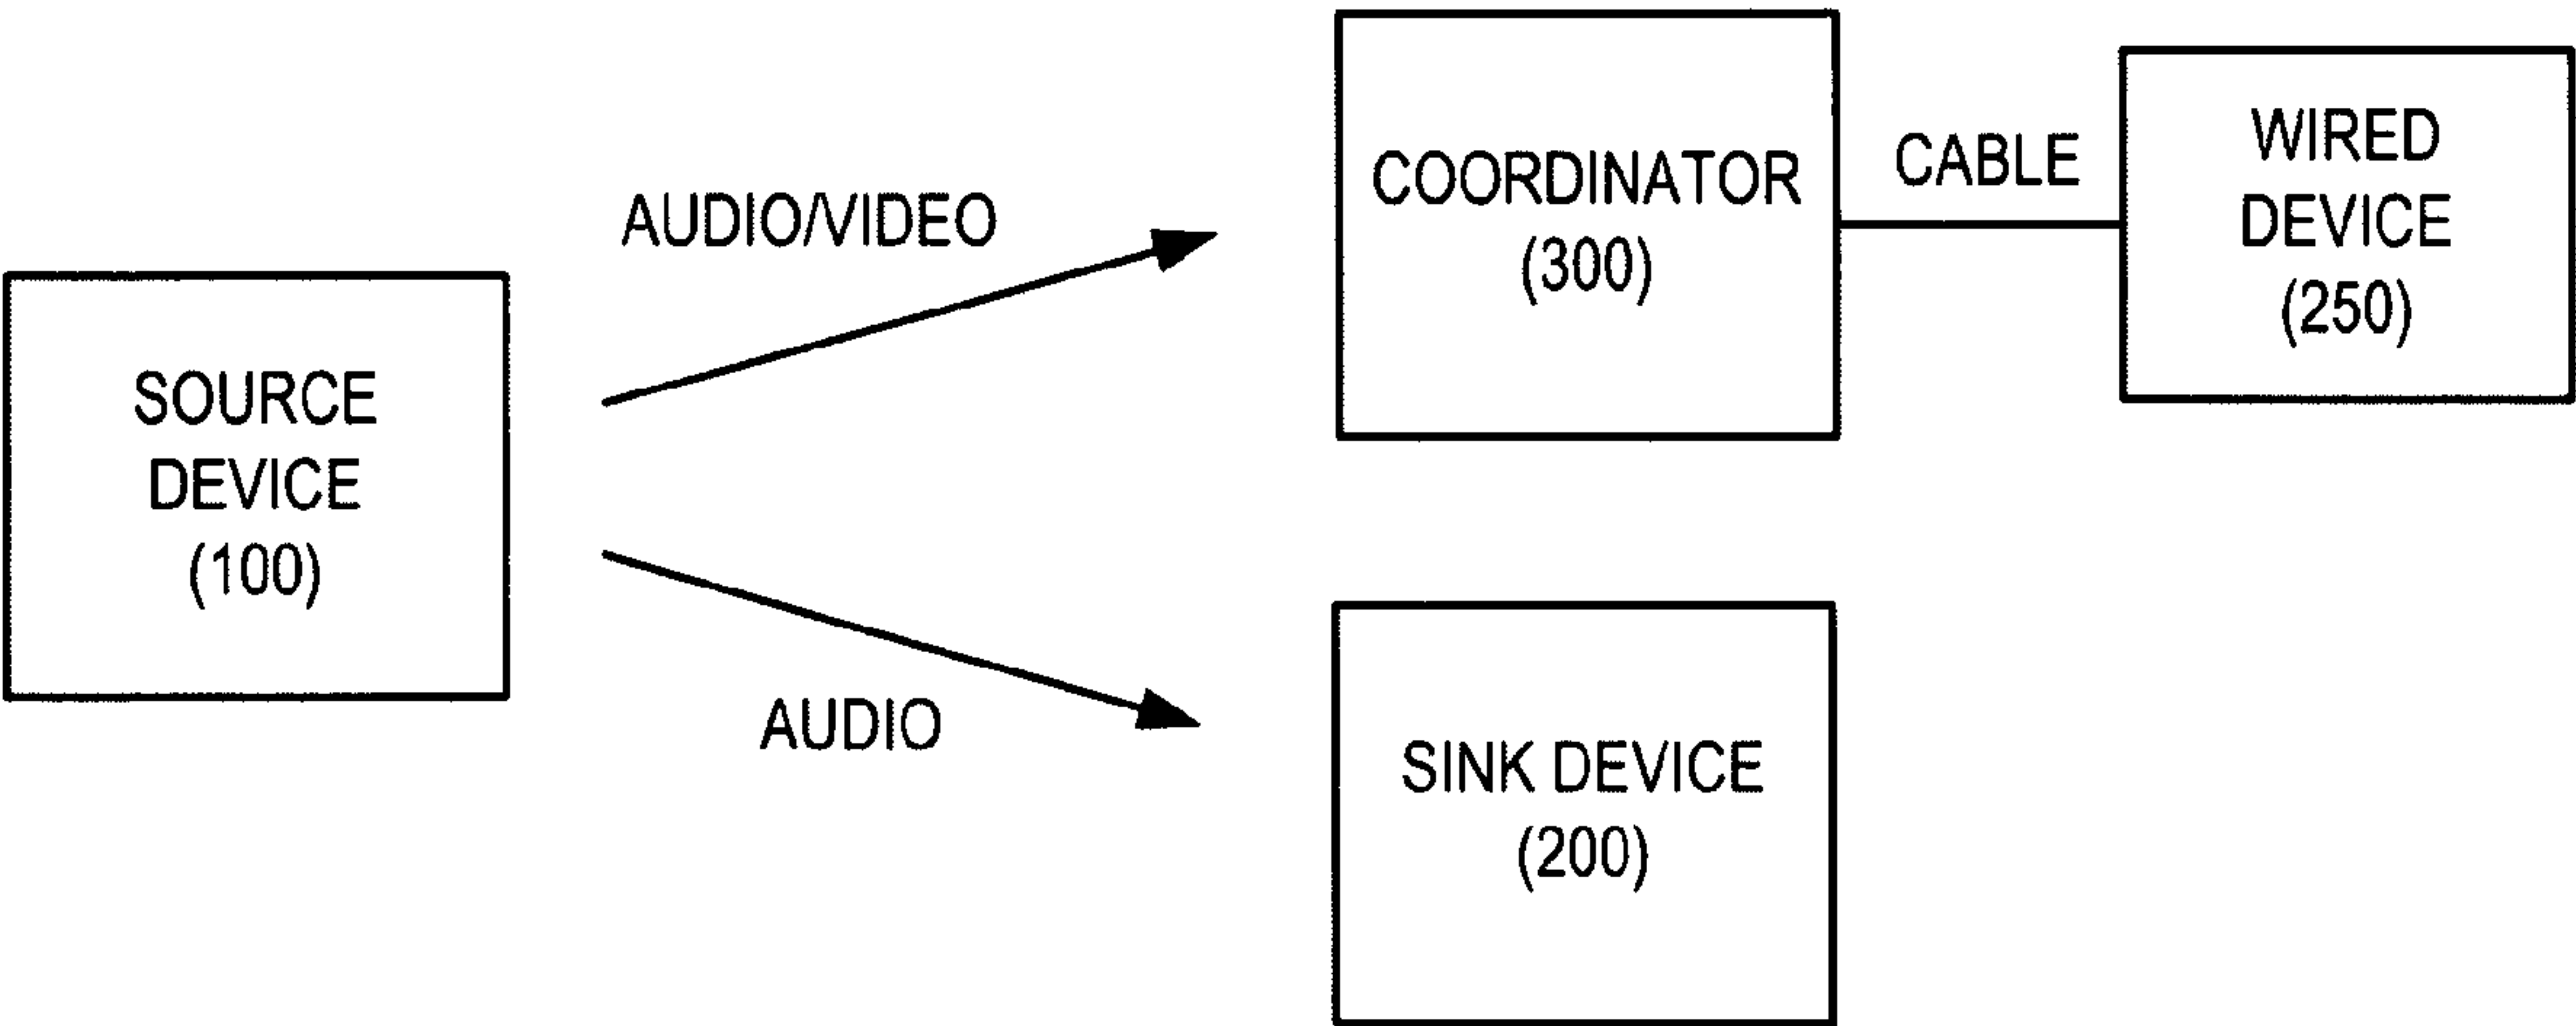 SOURCE
DEVICE
(100)
AUDIO/VIDEO
AUDIO
COORDINATOR
(300)
CABLE
WIRED
DEVICE
(250)
SINK DEVICE
(200)